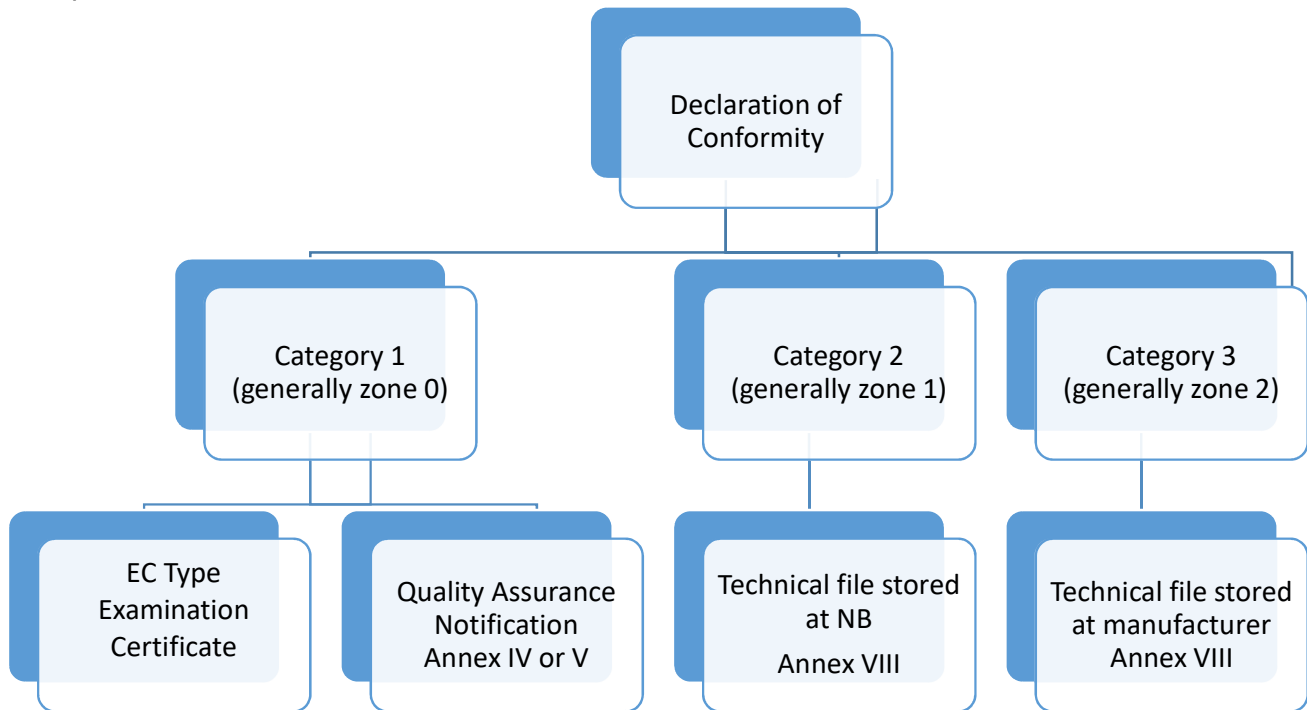 Declaration of
Conformity
Category 1
(generally zone 0)
Category 2
(generally zone 1)
Category 3
(generally zone 2)
EC Type
Examination
Certificate
Quality Assurance
Notification
Annex IV or V
Technical file stored
at NB
Annex VIII
Technical file stored
at manufacturer
Annex VIII